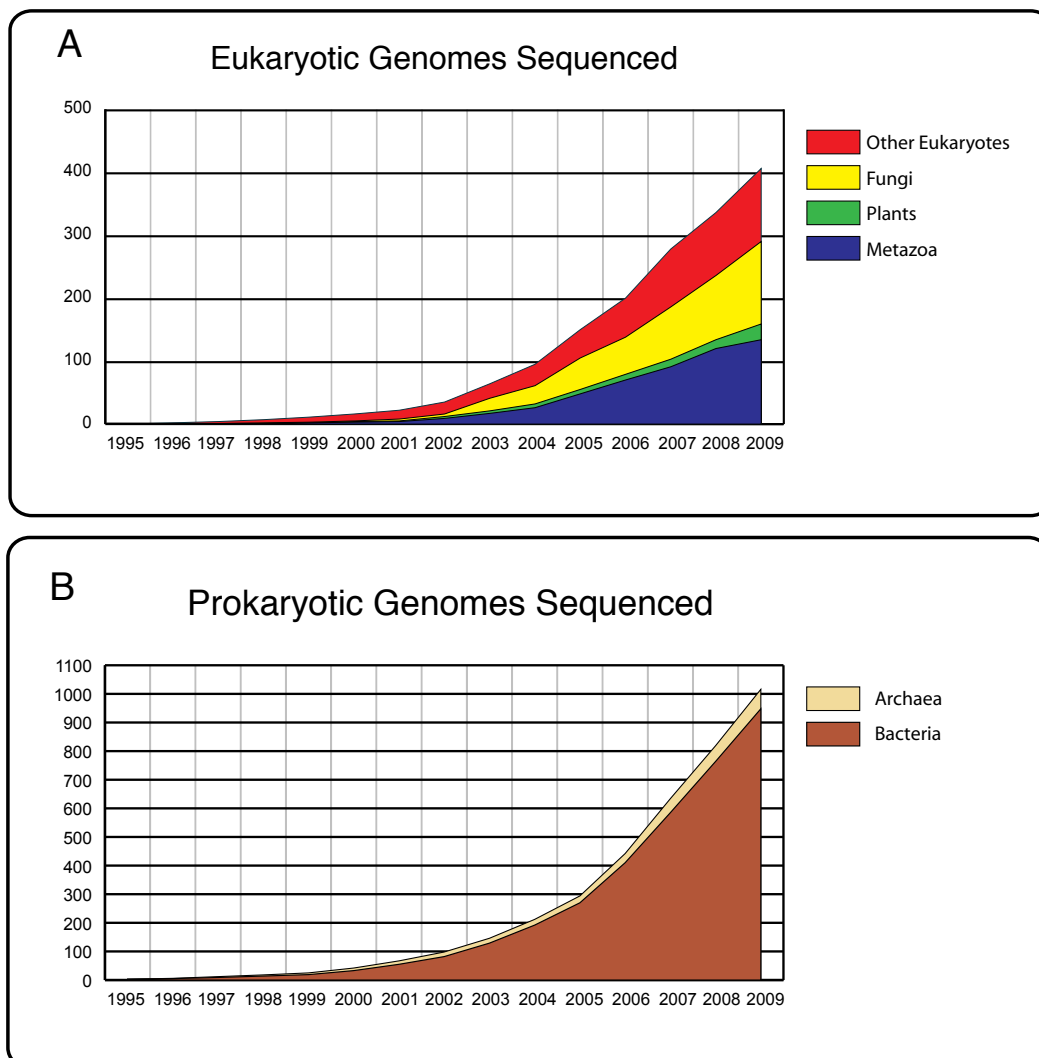 A
Eukaryotic Genomes Sequenced
500
400
300
200
100
0
1995 1996 1997 1998 1999 2000 2001 2002 2003 2004 2005 2006 2007 2008 2009
Other Eukaryotes
Fungi
Plants
Metazoa
B
Prokaryotic Genomes Sequenced
1100
1000
900
800
700
600
500
400
300
200
100
0
1995 1996 1997 1998 1999 2000 2001 2002 2003 2004 2005 2006 2007 2008 2009
Archaea
Bacteria